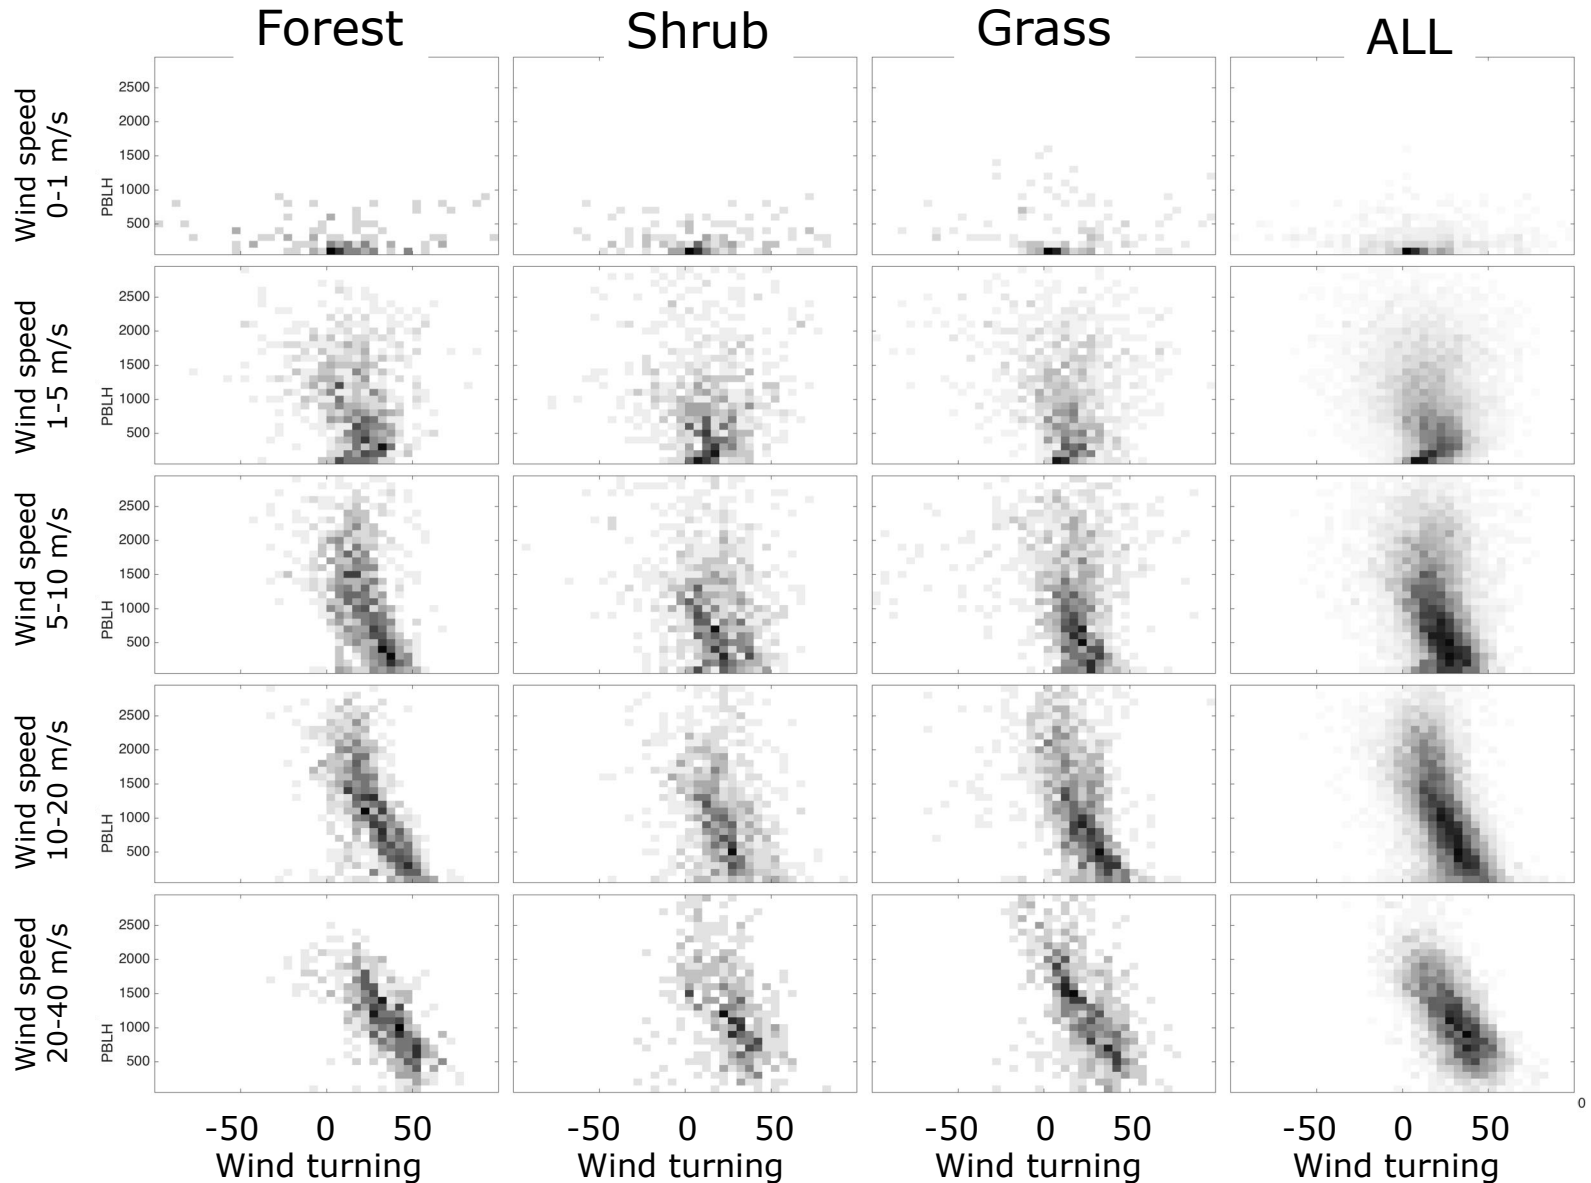 Forest Shrub Grass ALL
Wind speed
0-1 m/s
PBLH
2500
2000
1500
1000
500
Wind speed
1-5 m/s
PBLH
2500
2000
1500
1000
500
Wind speed
5-10 m/s
PBLH
2500
2000
1500
1000
500
Wind speed
10-20 m/s
PBLH
2500
2000
1500
1000
500
Wind speed
20-40 m/s
PBLH
2500
2000
1500
1000
500
0
-50 0 50 -50 0 50 -50 0 50 -50 0 50
Wind turning Wind turning Wind turning Wind turning